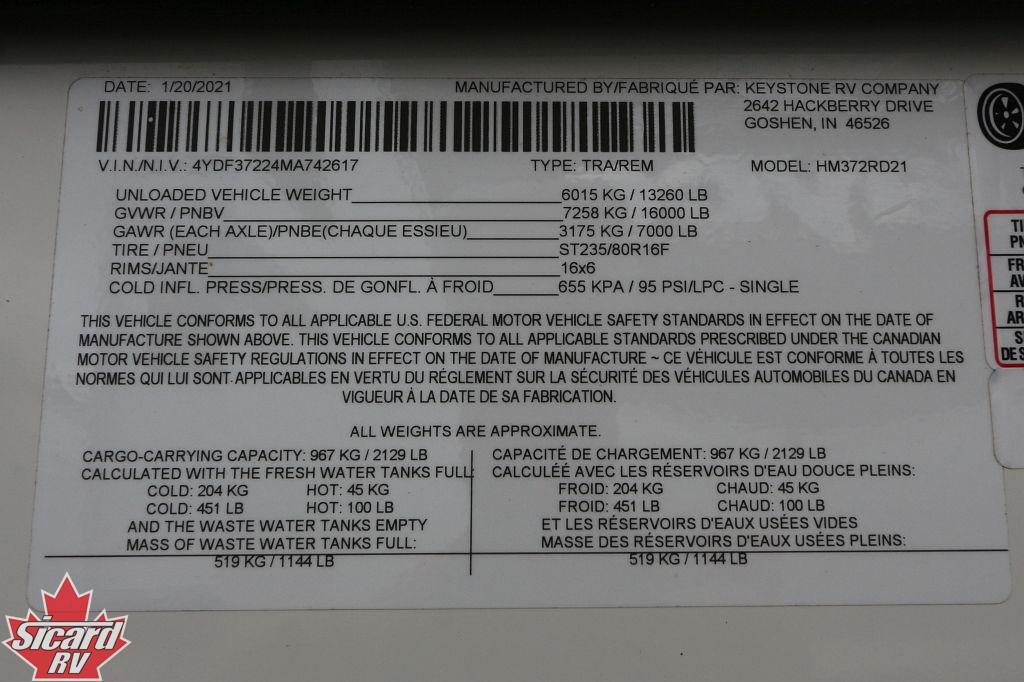 DATE: 1/20/2021 MANUFACTURED BY/FABRIQUÉ PAR: KEYSTONE RV COMPANY
2642 HACKBERRY DRIVE
GOSHEN, IN 46526
V.I.N./N.I.V.: 4YDF37224MA742617 TYPE: TRA/REM MODEL: HM372RD21
UNLOADED VEHICLE WEIGHT 6015 KG / 13260 LB
GVWR / PNBV 7258 KG / 16000 LB
GAWR (EACH AXLE)/PNBE(CHAQUE ESSIEU) 3175 KG / 7000 LB
TIRE / PNEU ST235/80R16F
RIMS/JANTE 16x6
COLD INFL. PRESS/PRESS. DE GONFL. À FROID 655 KPA / 95 PSI/LPC - SINGLE
THIS VEHICLE CONFORMS TO ALL APPLICABLE U.S. FEDERAL MOTOR VEHICLE SAFETY STANDARDS IN EFFECT ON THE DATE OF
MANUFACTURE SHOWN ABOVE. THIS VEHICLE CONFORMS TO ALL APPLICABLE STANDARDS PRESCRIBED UNDER THE CANADIAN
MOTOR VEHICLE SAFETY REGULATIONS IN EFFECT ON THE DATE OF MANUFACTURE ~ CE VÉHICULE EST CONFORME À TOUTES LES
NORMES QUI LUI SONT APPLICABLES EN VERTU DU RÉGLEMENT SUR LA SÉCURITÉ DES VÉHICULES AUTOMOBILES DU CANADA EN
VIGUEUR À LA DATE DE SA FABRICATION.
ALL WEIGHTS ARE APPROXIMATE.
CARGO-CARRYING CAPACITY: 967 KG / 2129 LB
CALCULATED WITH THE FRESH WATER TANKS FULL
COLD: 204 KG HOT: 45 KG
COLD: 451 LB HOT: 100 LB
AND THE WASTE WATER TANKS EMPTY
MASS OF WASTE WATER TANKS FULL:
519 KG / 1144 LB
CAPACITÉ DE CHARGEMENT: 967 KG / 2129 LB
CALCULÉE AVEC LES RÉSERVOIRS D'EAU DOUCE PLEINS:
FROID: 204 KG CHAUD: 45 KG
FROID: 451 LB CHAUD: 100 LB
ET LES RÉSERVOIRS D'EAUX USÉES VIDES
MASSE DES RÉSERVOIRS D'EAUX USÉES PLEINS:
519 KG / 1144 LB
TI
PN
FR
AV
R
AR
S
DE S
Sicard
RV